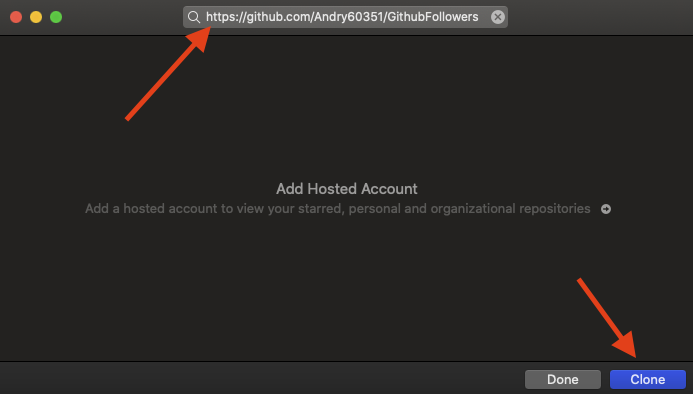 https://github.com/Andry60351/GithubFollowers
Add Hosted Account
Add a hosted account to view your starred, personal and organizational repositories
Done
Clone